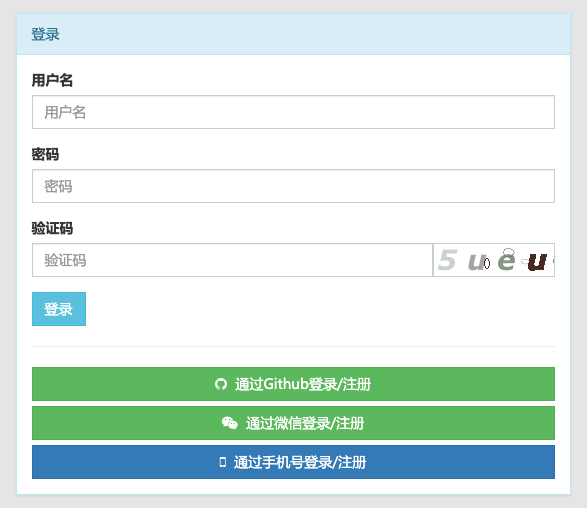 登录
用户名
用户名
密码
密码
验证码
验证码 5ueu
登录
通过Github登录/注册
通过微信登录/注册
通过手机号登录/注册